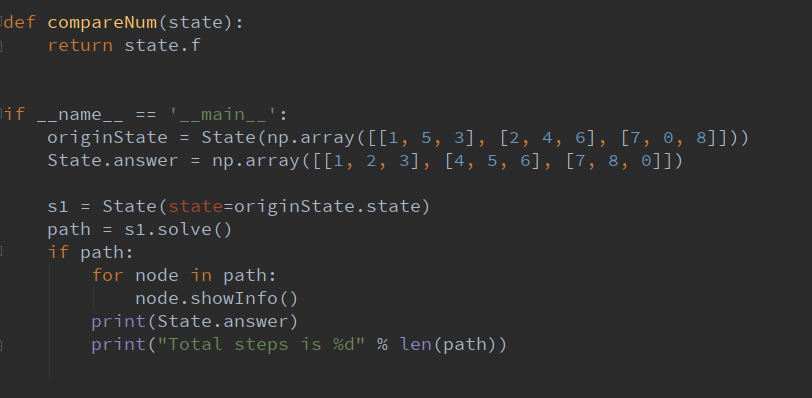 def compareNum(state):
    return state.f
if __name__ == '__main__':
    originState = State(np.array([[1, 5, 3], [2, 4, 6], [7, 0, 8]]))
    State.answer = np.array([[1, 2, 3], [4, 5, 6], [7, 8, 0]])
    s1 = State(state=originState.state)
    path = s1.solve()
    if path:
        for node in path:
            node.showInfo()
        print(State.answer)
        print("Total steps is %d" % len(path))